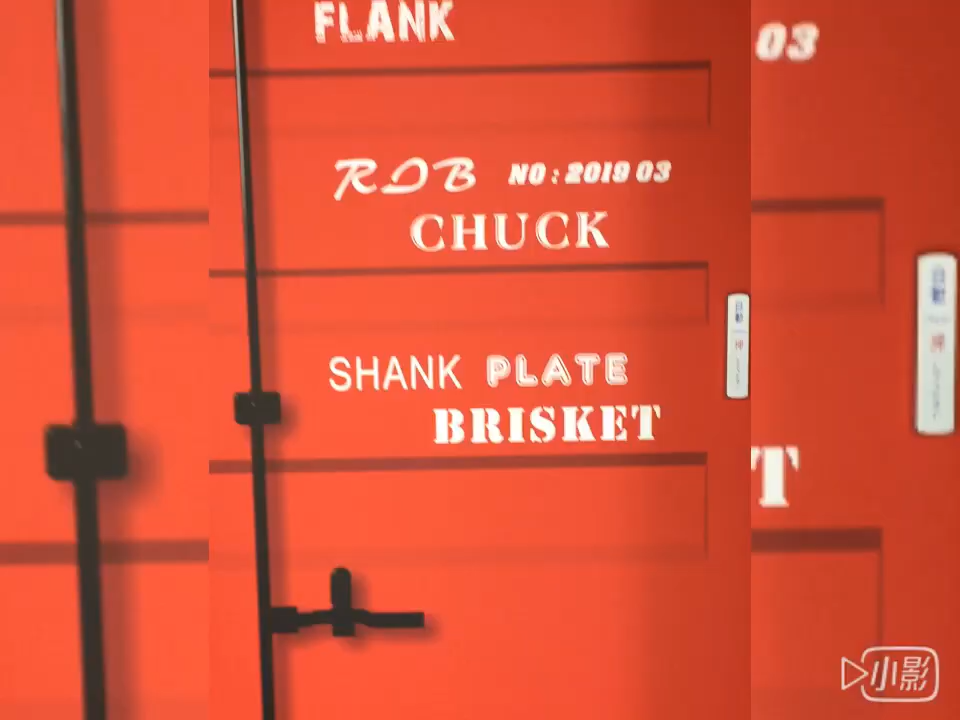 FLANK
RIB NO:2019 03
CHUCK
SHANK PLATE
BRISKET
03
T
小影